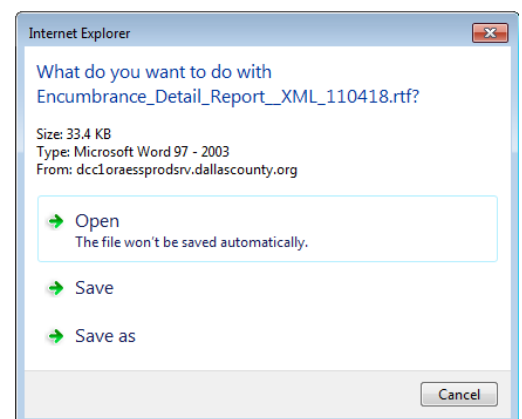 Internet Explorer
What do you want to do with
Encumbrance_Detail_Report__XML_110418.rtf?
Size: 33.4 KB
Type: Microsoft Word 97 - 2003
From: dcc1oraessprodsrv.dallascounty.org
Open
The file won't be saved automatically.
Save
Save as
Cancel